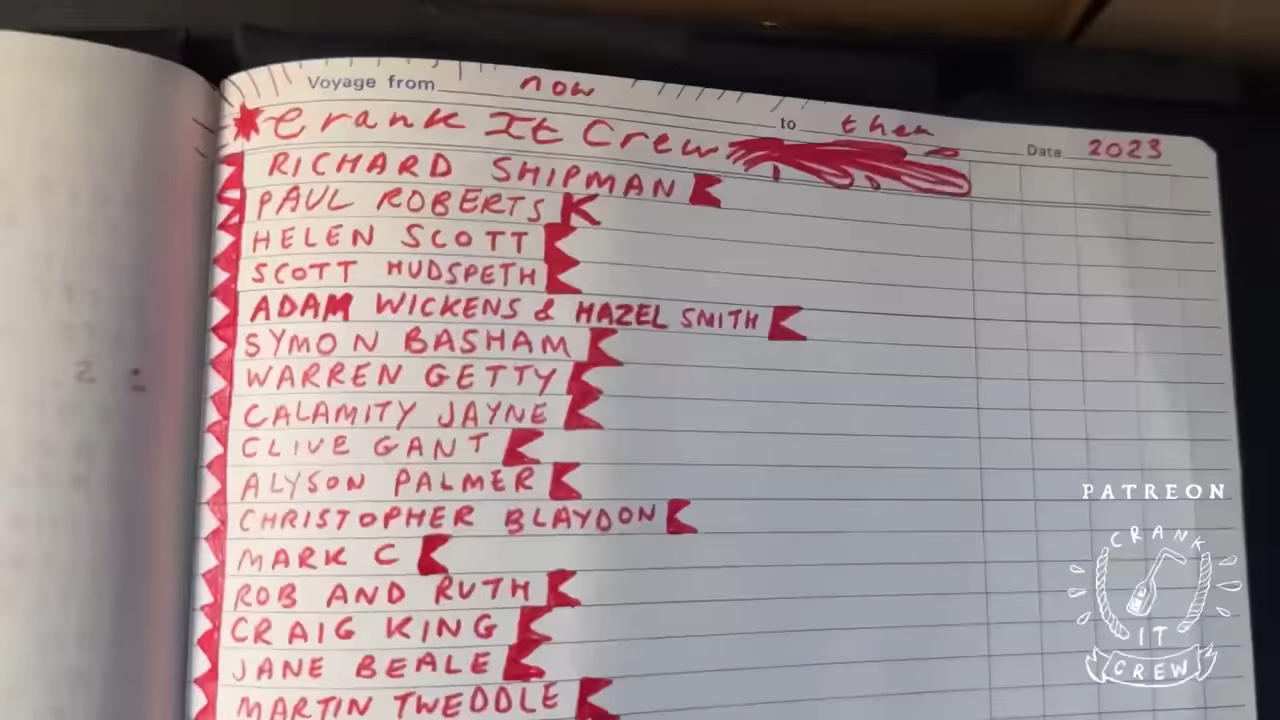 Voyage from now to then Date 2023
Crank It Crew
RICHARD SHIPMAN
PAUL ROBERTS
HELEN SCOTT
SCOTT HUDSPETH
ADAM WICKENS & HAZEL SMITH
SYMON BASHAM
WARREN GETTY
CALAMITY JAYNE
CLIVE GANT
ALYSON PALMER
CHRISTOPHER BLAYDON
MARK C
ROB AND RUTH
CRAIG KING
JANE BEALE
MARTIN TWEDDLE
PATREON
CRANK
IT
CREW